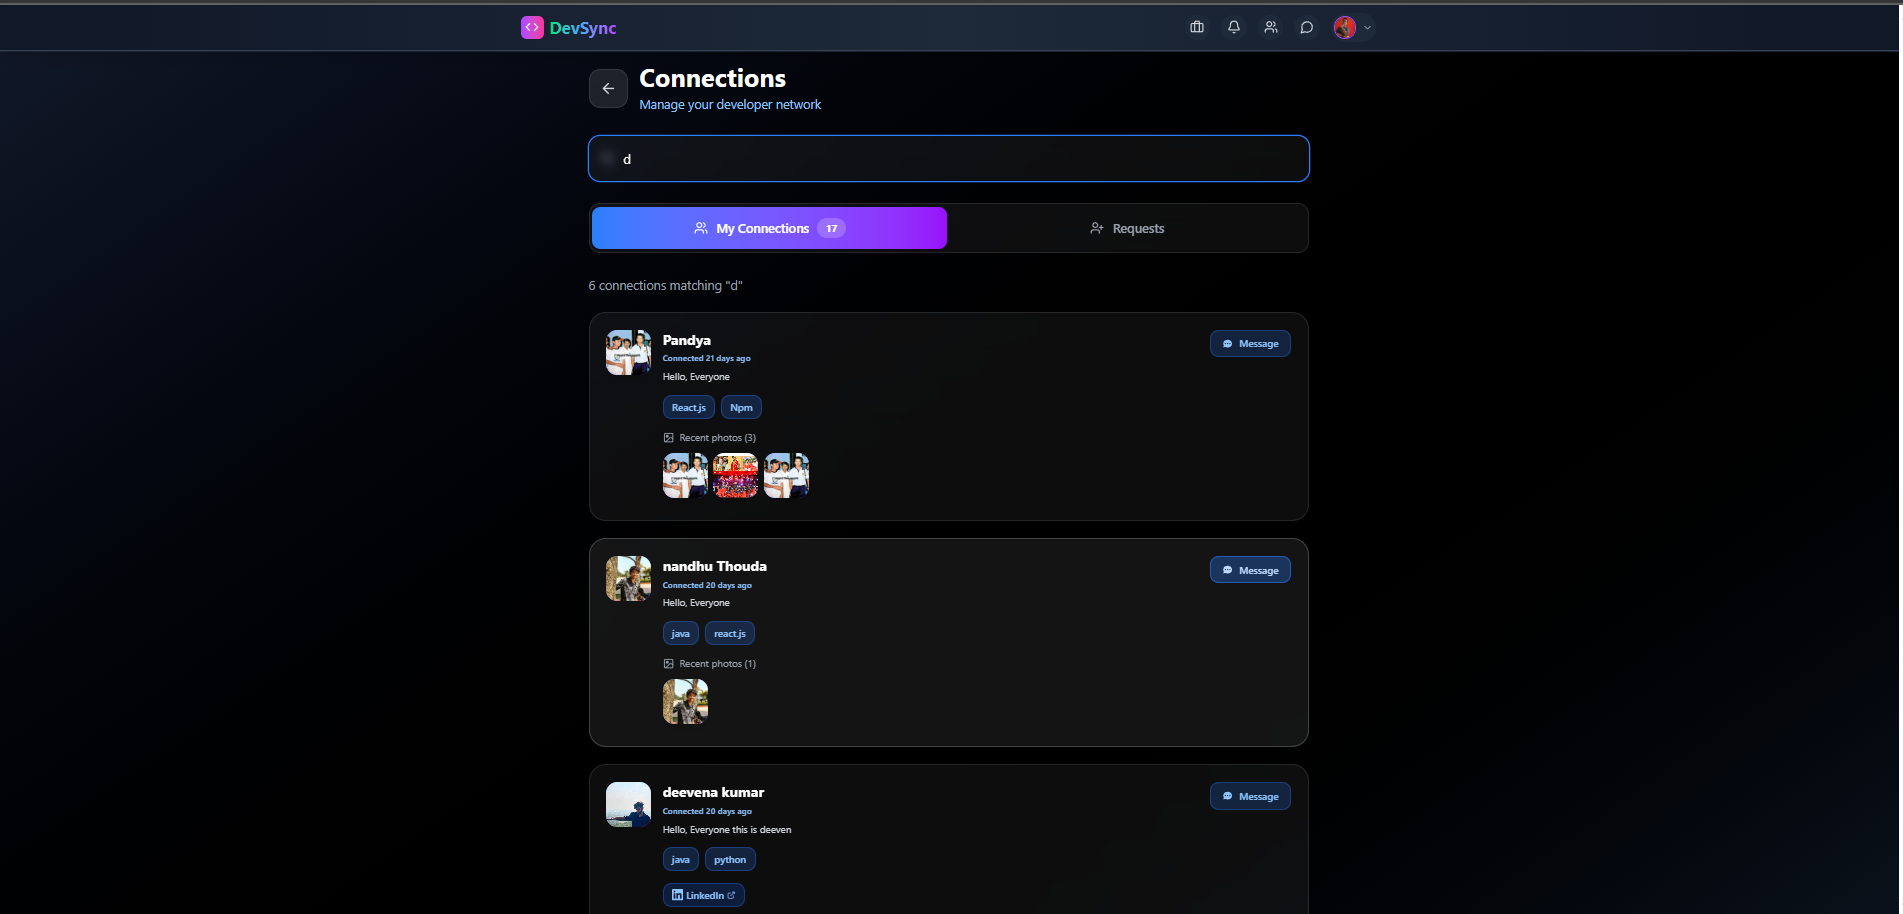 DevSync
Connections
Manage your developer network
d
My Connections 17
Requests
6 connections matching "d"
Pandya
Message
Connected 21 days ago
Hello, Everyone
React.js Npm
Recent photos (3)
nandhu Thouda
Message
Connected 20 days ago
Hello, Everyone
java react.js
Recent photos (1)
deevena kumar
Message
Connected 20 days ago
Hello, Everyone this is deeven
java python
LinkedIn